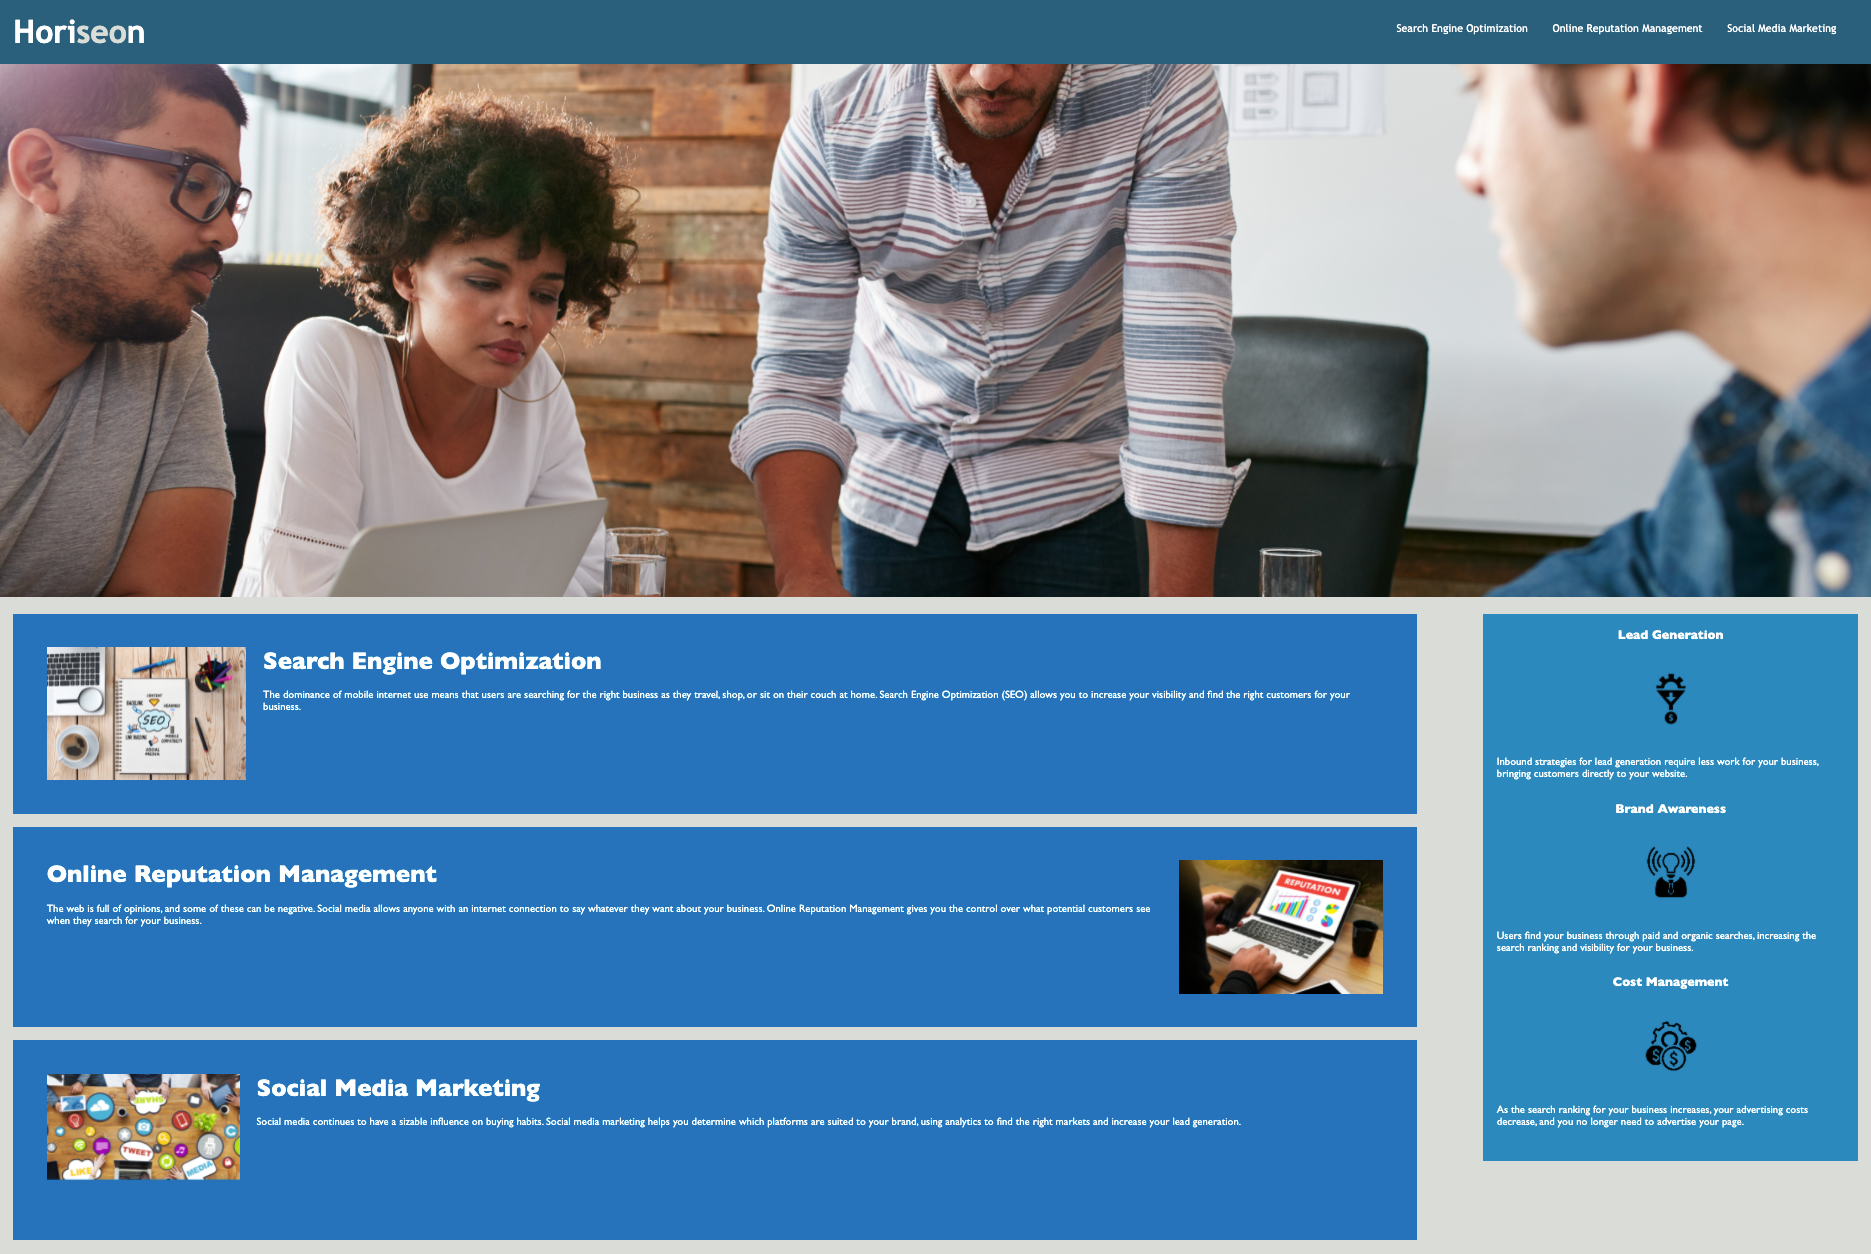 Horiseon
Search Engine Optimization
Online Reputation Management
Social Media Marketing
Search Engine Optimization
The dominance of mobile internet use means that users are searching for the right business as they travel, shop, or sit on their couch at home. Search Engine Optimization (SEO) allows you to increase your visibility and find the right customers for your
business.
SEO
Online Reputation Management
The web is full of opinions, and some of these can be negative. Social media allows anyone with an internet connection to say whatever they want about your business. Online Reputation Management gives you the control over what potential customers see
when they search for your business.
REPUTATION
Social Media Marketing
Social media continues to have a sizable influence on buying habits. Social media marketing helps you determine which platforms are suited to your brand, using analytics to find the right markets and increase your lead generation.
SHARE
TWEET
LIKE
MEDIA
Lead Generation
Inbound strategies for lead generation require less work for your business,
bringing customers directly to your website.
Brand Awareness
Users find your business through paid and organic searches, increasing the
search ranking and visibility for your business.
Cost Management
As the search ranking for your business increases, your advertising costs
decrease, and you no longer need to advertise your page.